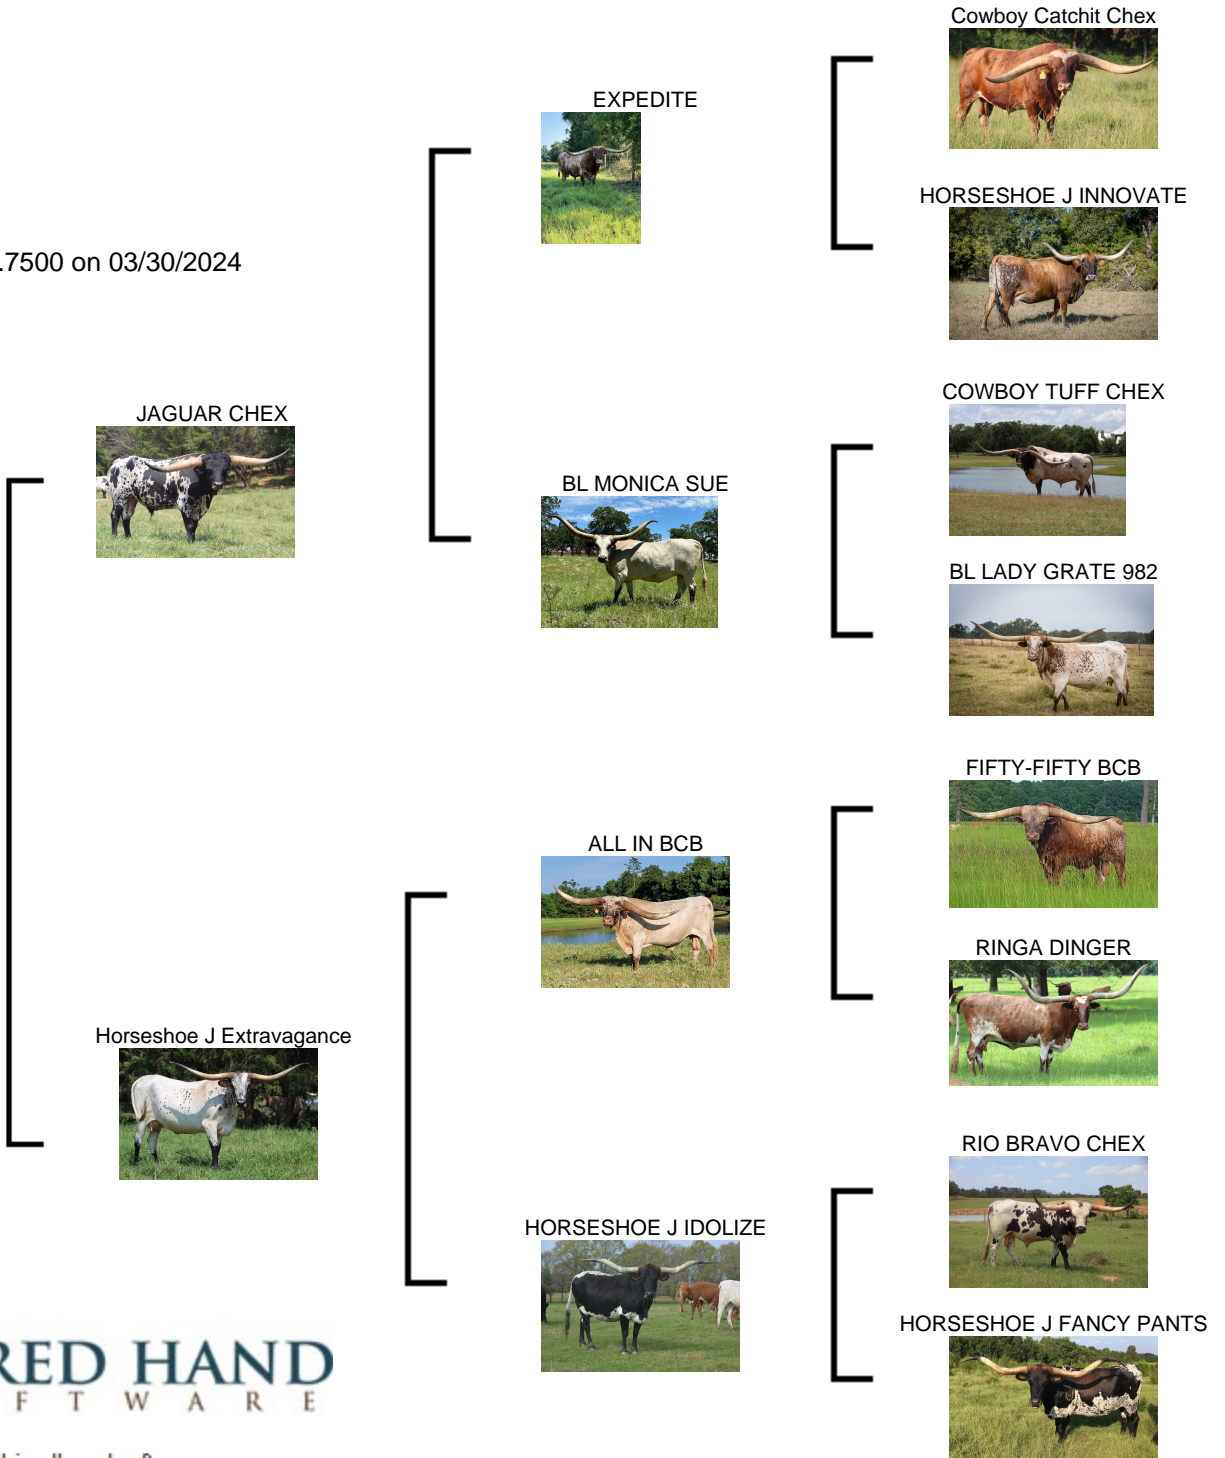 Cowboy Catchit Chex
EXPEDITE
HORSESHOE J INNOVATE
.7500 on 03/30/2024
COWBOY TUFF CHEX
JAGUAR CHEX
BL MONICA SUE
BL LADY GRATE 982
FIFTY-FIFTY BCB
ALL IN BCB
RINGA DINGER
Horseshoe J Extravagance
RIO BRAVO CHEX
HORSESHOE J IDOLIZE
HORSESHOE J FANCY PANTS
RED HAND
F T W A R E